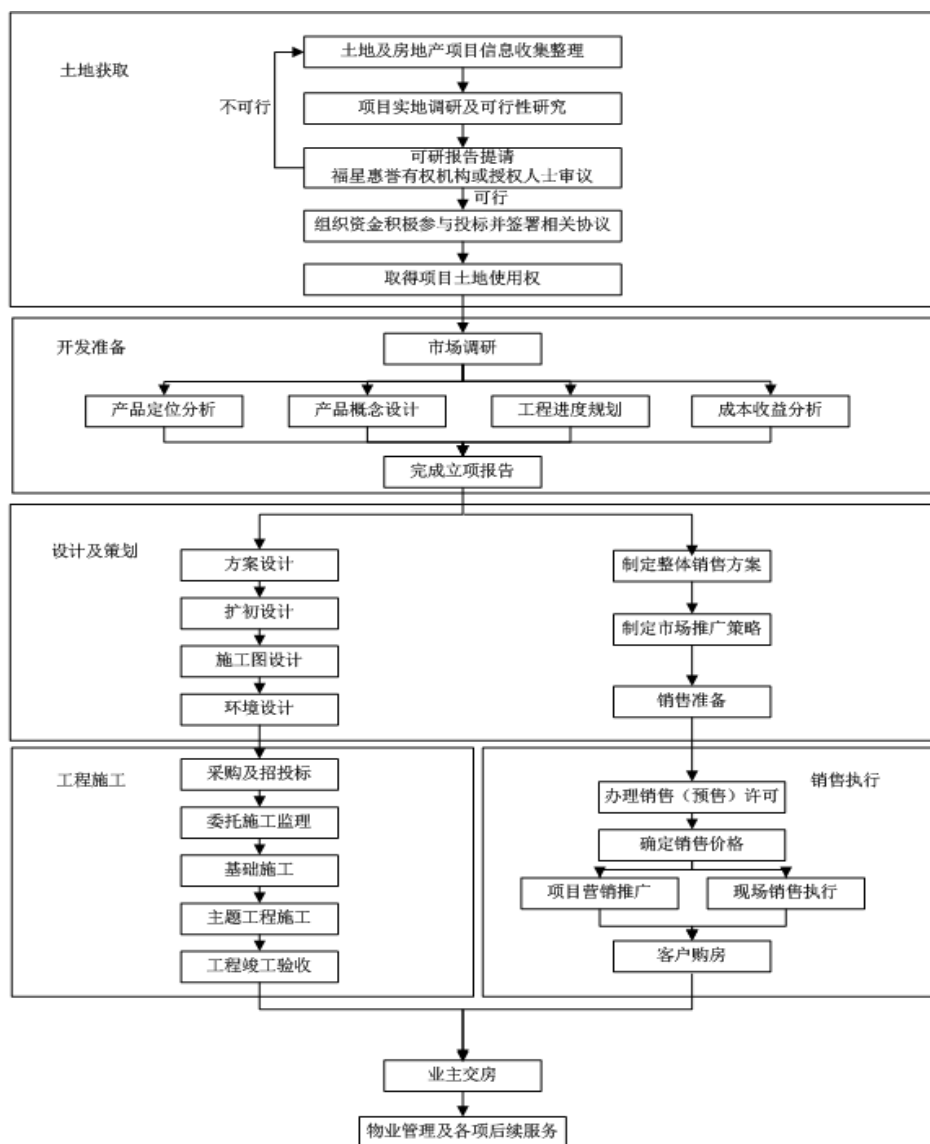 土地获取
土地及房地产项目信息收集整理
不可行
项目实地调研及可行性研究
可研报告提请
福星惠誉有权机构或授权人士审议
可行
组织资金积极参与投标并签署相关协议
取得项目土地使用权
开发准备
市场调研
产品定位分析
产品概念设计
工程进度规划
成本收益分析
完成立项报告
设计及策划
方案设计
扩初设计
施工图设计
环境设计
制定整体销售方案
制定市场推广策略
销售准备
工程施工
采购及招投标
委托施工监理
基础施工
主题工程施工
工程竣工验收
销售执行
办理销售（预售）许可
确定销售价格
项目营销推广
现场销售执行
客户购房
业主交房
物业管理及各项后续服务